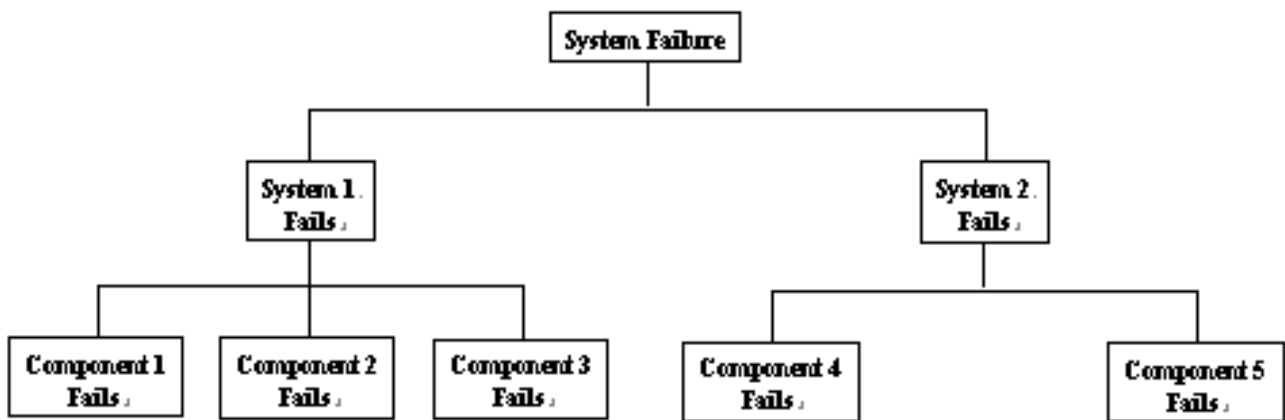 System Failure
System 1
Fails
System 2
Fails
Component 1
Fails
Component 2
Fails
Component 3
Fails
Component 4
Fails
Component 5
Fails